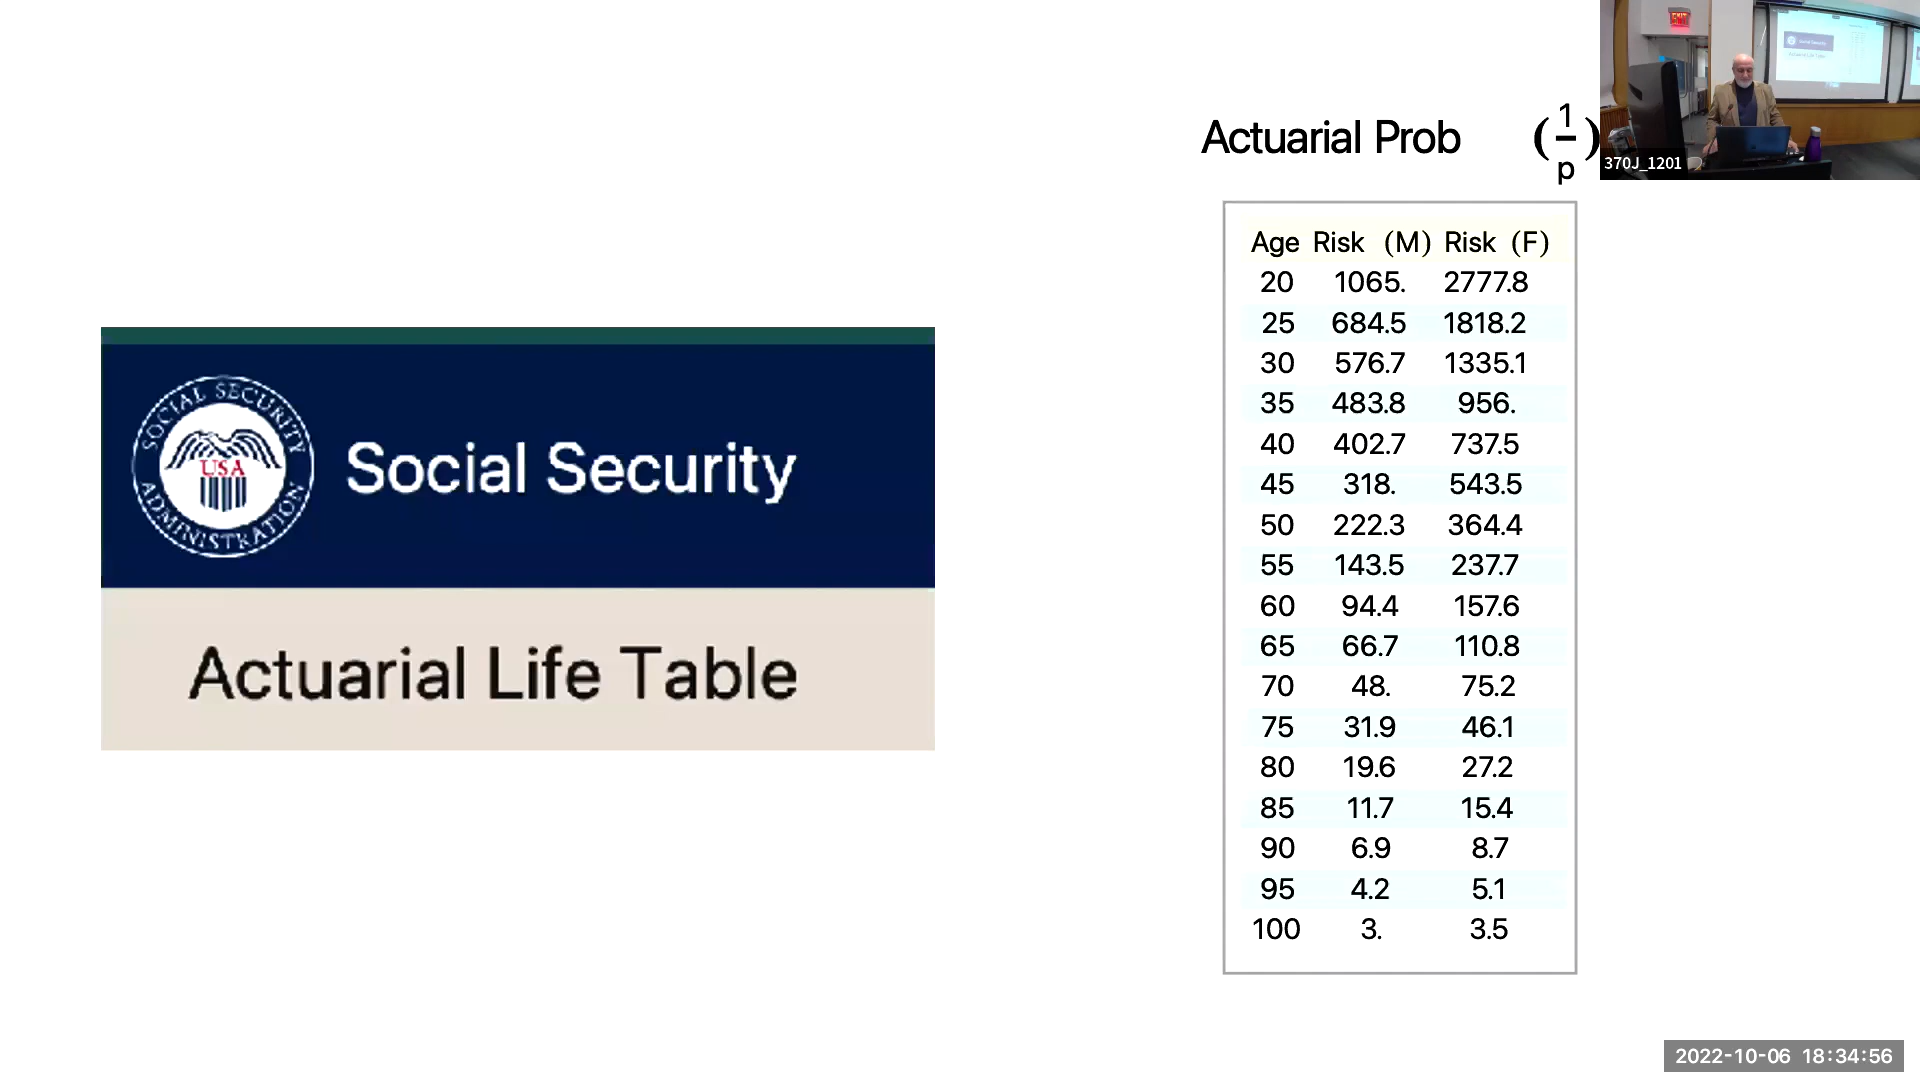 Actuarial Prob (1/p)
EXIT
370J_1201
Age Risk (M) Risk (F)
20 1065. 2777.8
25 684.5 1818.2
30 576.7 1335.1
35 483.8 956.
40 402.7 737.5
45 318. 543.5
50 222.3 364.4
55 143.5 237.7
60 94.4 157.6
65 66.7 110.8
70 48. 75.2
75 31.9 46.1
80 19.6 27.2
85 11.7 15.4
90 6.9 8.7
95 4.2 5.1
100 3. 3.5
SOCIAL SECURITY
ADMINISTRATION
USA
Social Security
Actuarial Life Table
2022-10-06 18:34:56